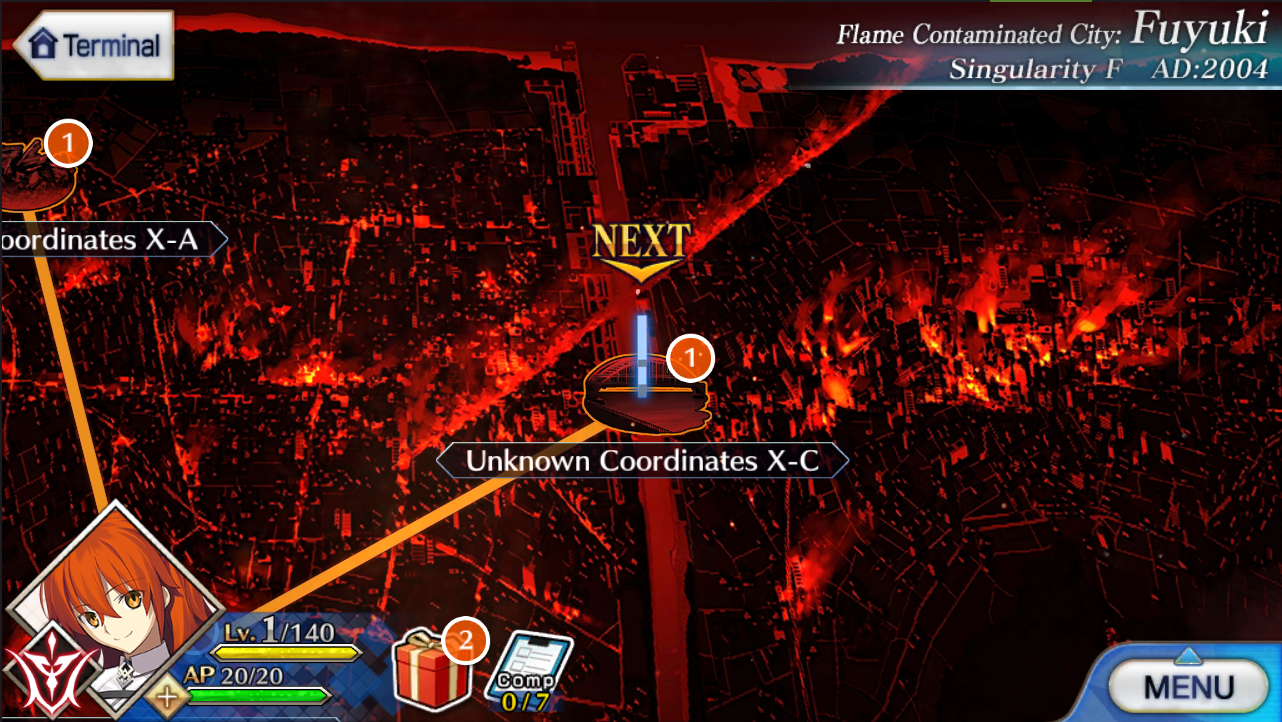 Terminal
Flame Contaminated City: Fuyuki
Singularity F AD:2004
1
oordinates X-A
NEXT
1
Unknown Coordinates X-C
Lv. 1/140
AP 20/20
2
Comp
0/7
MENU